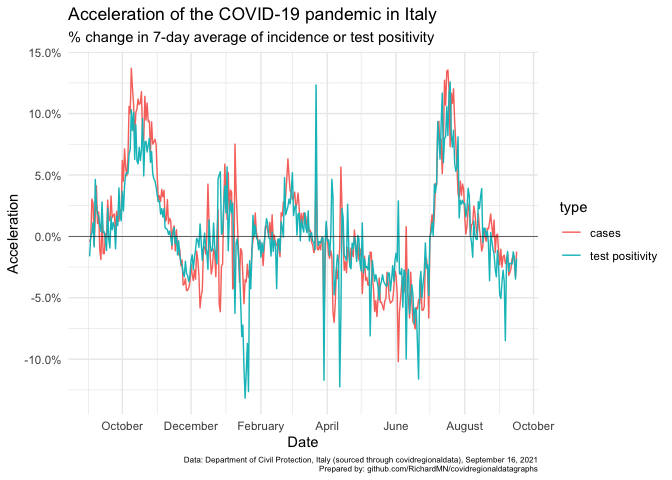 Acceleration of the COVID-19 pandemic in Italy
% change in 7-day average of incidence or test positivity
15.0%
10.0%
5.0%
0.0%
-5.0%
-10.0%
Acceleration
October December February April June August October
Date
type
cases
test positivity
Data: Department of Civil Protection, Italy (sourced through covidregionaldata), September 16, 2021
Prepared by: github.com/RichardMN/covidregionaldatagraphs